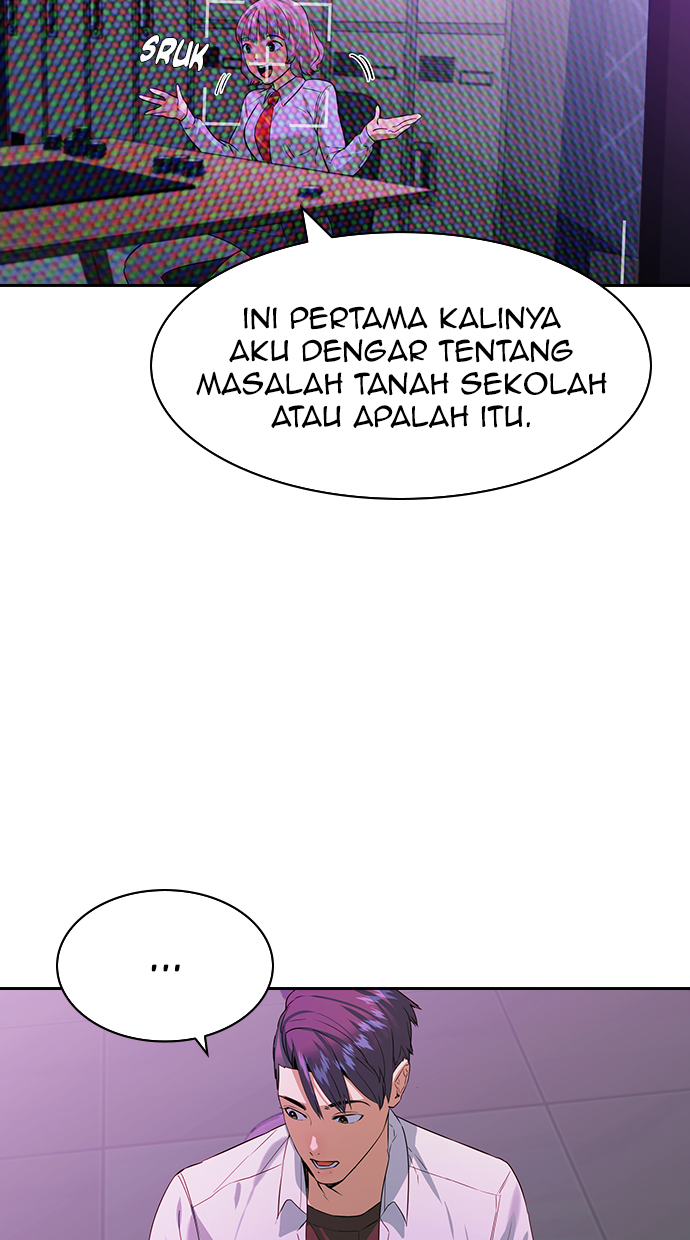 SRUK
INI PERTAMA KALINYA
AKU DENGAR TENTANG
MASALAH TANAH SEKOLAH
ATAU APALAH ITU.
...